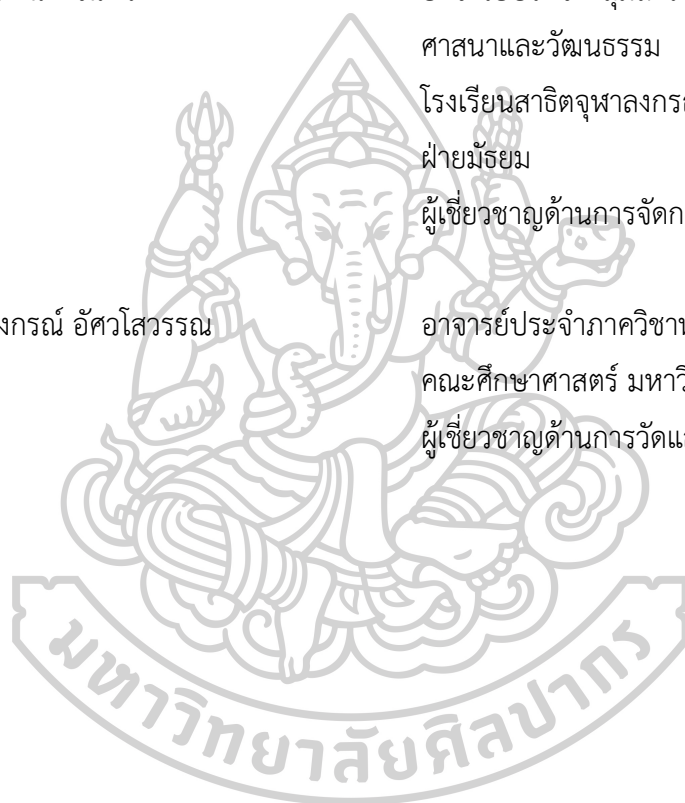 ศาสนาและวัฒนธรรม
โรงเรียนสาธิตจุฬาลงกรณ
ฝ่ายมัธยม
ผู้เชี่ยวชาญด้านการจัดก
งกรณ์ อัศวโสวรรณ
อาจารย์ประจำภาควิชา
คณะศึกษาศาสตร์ มหาวิ
ผู้เชี่ยวชาญด้านการวัดแ
มหาวิทยาลัยศิลปากร